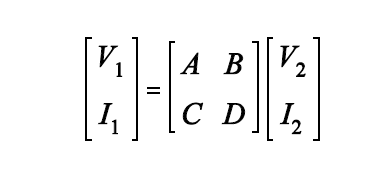 V₁ = A B V₂
I₁ C D I₂